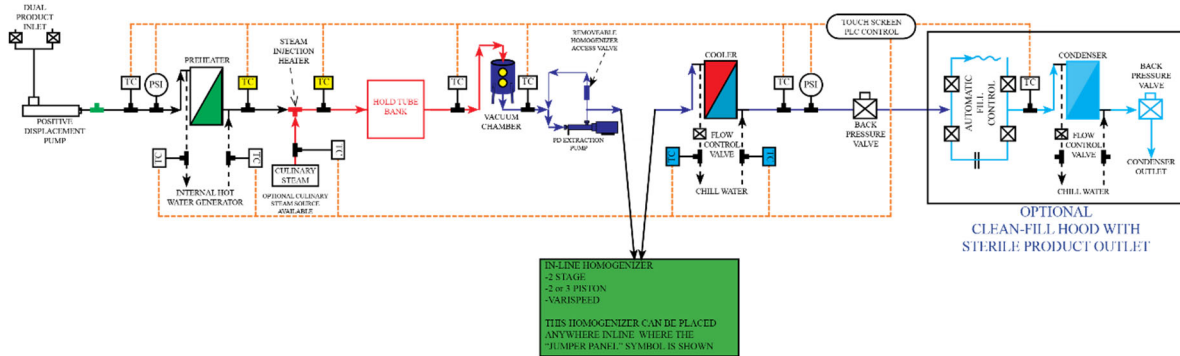 DUAL
PRODUCT
INLET
TOUCH SCREEN
PLC CONTROL
REMOVEABLE
HOMOGENIZER
ACCESS VALVE
PREHEATER
STEAM
INJECTION
HEATER
COOLER
CONDENSER
BACK
PRESSURE
VALVE
TC
PSI
TC
TC
TC
TC
TC
PSI
TC
HOLD TUBE
BANK
VACUUM
CHAMBER
AUTOMATIC
FILL
CONTROL
POSITIVE
DISPLACEMENT
PUMP
PD EXTRACTION
PUMP
BACK
PRESSURE
VALVE
FLOW
CONTROL
VALVE
FLOW
CONTROL
VALVE
TC
TC
TC
TC
TC
CULINARY
STEAM
CONDENSER
OUTLET
INTERNAL HOT
WATER GENERATOR
OPTIONAL CULINARY
STEAM SOURCE
AVAILABLE
CHILL WATER
CHILL WATER
OPTIONAL
CLEAN-FILL HOOD WITH
STERILE PRODUCT OUTLET
IN-LINE HOMOGENIZER
-2 STAGE
-2 or 3 PISTON
-VARISPEED
THIS HOMOGENIZER CAN BE PLACED
ANYWHERE INLINE WHERE THE
"JUMPER PANEL" SYMBOL IS SHOWN